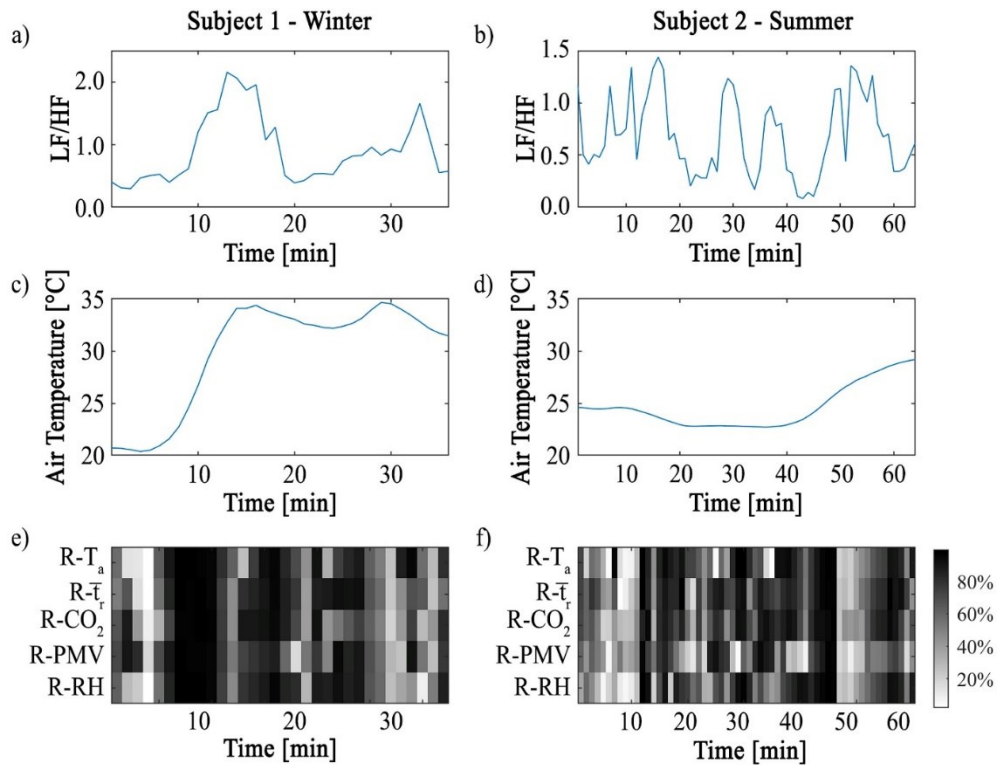 Subject 1 - Winter
Subject 2 - Summer
a)
LF/HF
2.0
1.0
0.0
10
20
30
Time [min]
b)
LF/HF
1.5
1.0
0.5
0.0
10
20
30
40
50
60
Time [min]
c)
Air Temperature [°C]
35
30
25
20
10
20
30
Time [min]
d)
Air Temperature [°C]
35
30
25
20
10
20
30
40
50
60
Time [min]
e)
R-Tₐ
R-t̅ᵣ
R-CO₂
R-PMV
R-RH
10
20
30
Time [min]
f)
R-Tₐ
R-t̅ᵣ
R-CO₂
R-PMV
R-RH
10
20
30
40
50
60
Time [min]
80%
60%
40%
20%